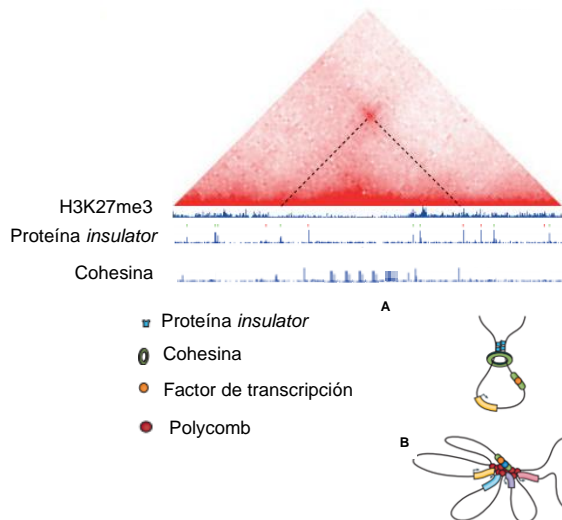 H3K27me3
Proteína insulator
Cohesina
A
Proteína insulator
Cohesina
Factor de transcripción
Polycomb
B